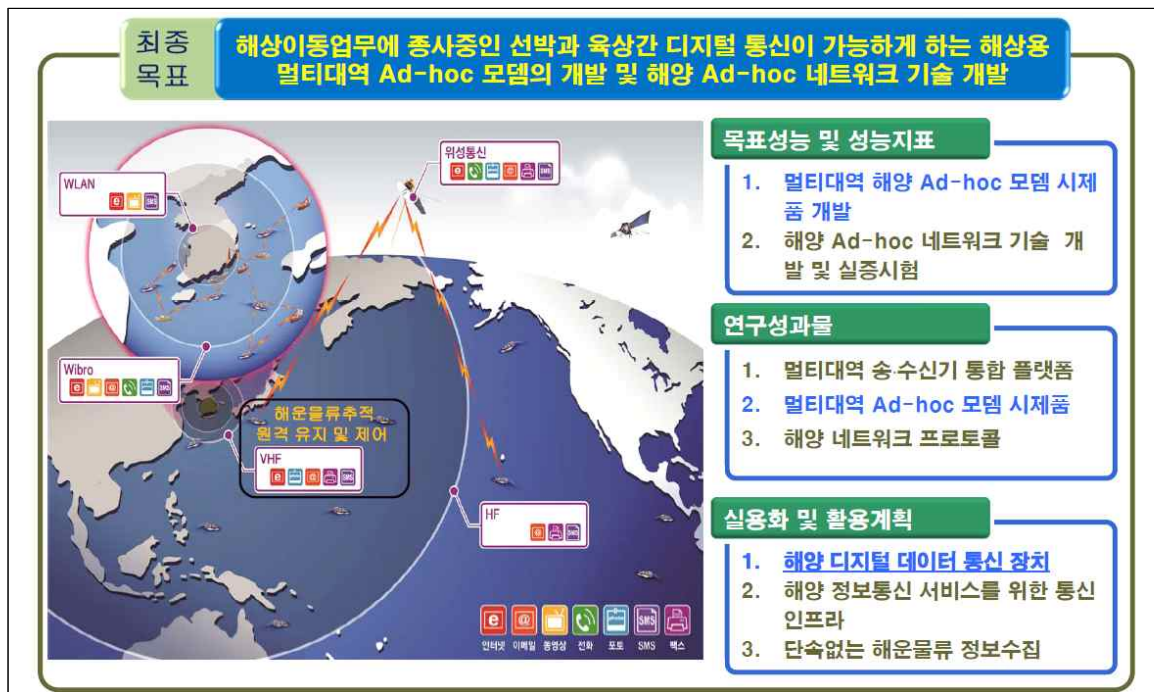 최종
목표
해상이동업무에 종사중인 선박과 육상간 디지털 통신이 가능하게 하는 해상용
멀티대역 Ad-hoc 모뎀의 개발 및 해양 Ad-hoc 네트워크 기술 개발
WLAN
e
SMS
위성통신
e
e
SMS
Wibro
e
@
SMS
해운물류추적
원격 유지 및 제어
VHF
e
@
SMS
HF
@
SMS
e
@
SMS
인터넷 이메일 동영상 전화 포토 SMS 팩스
목표성능 및 성능지표
1. 멀티대역 해양 Ad-hoc 모뎀 시제
품 개발
2. 해양 Ad-hoc 네트워크 기술 개
발 및 실증시험
연구성과물
1. 멀티대역 송·수신기 통합 플랫폼
2. 멀티대역 Ad-hoc 모뎀 시제품
3. 해양 네트워크 프로토콜
실용화 및 활용계획
1. 해양 디지털 데이터 통신 장치
2. 해양 정보통신 서비스를 위한 통신
인프라
3. 단속없는 해운물류 정보수집